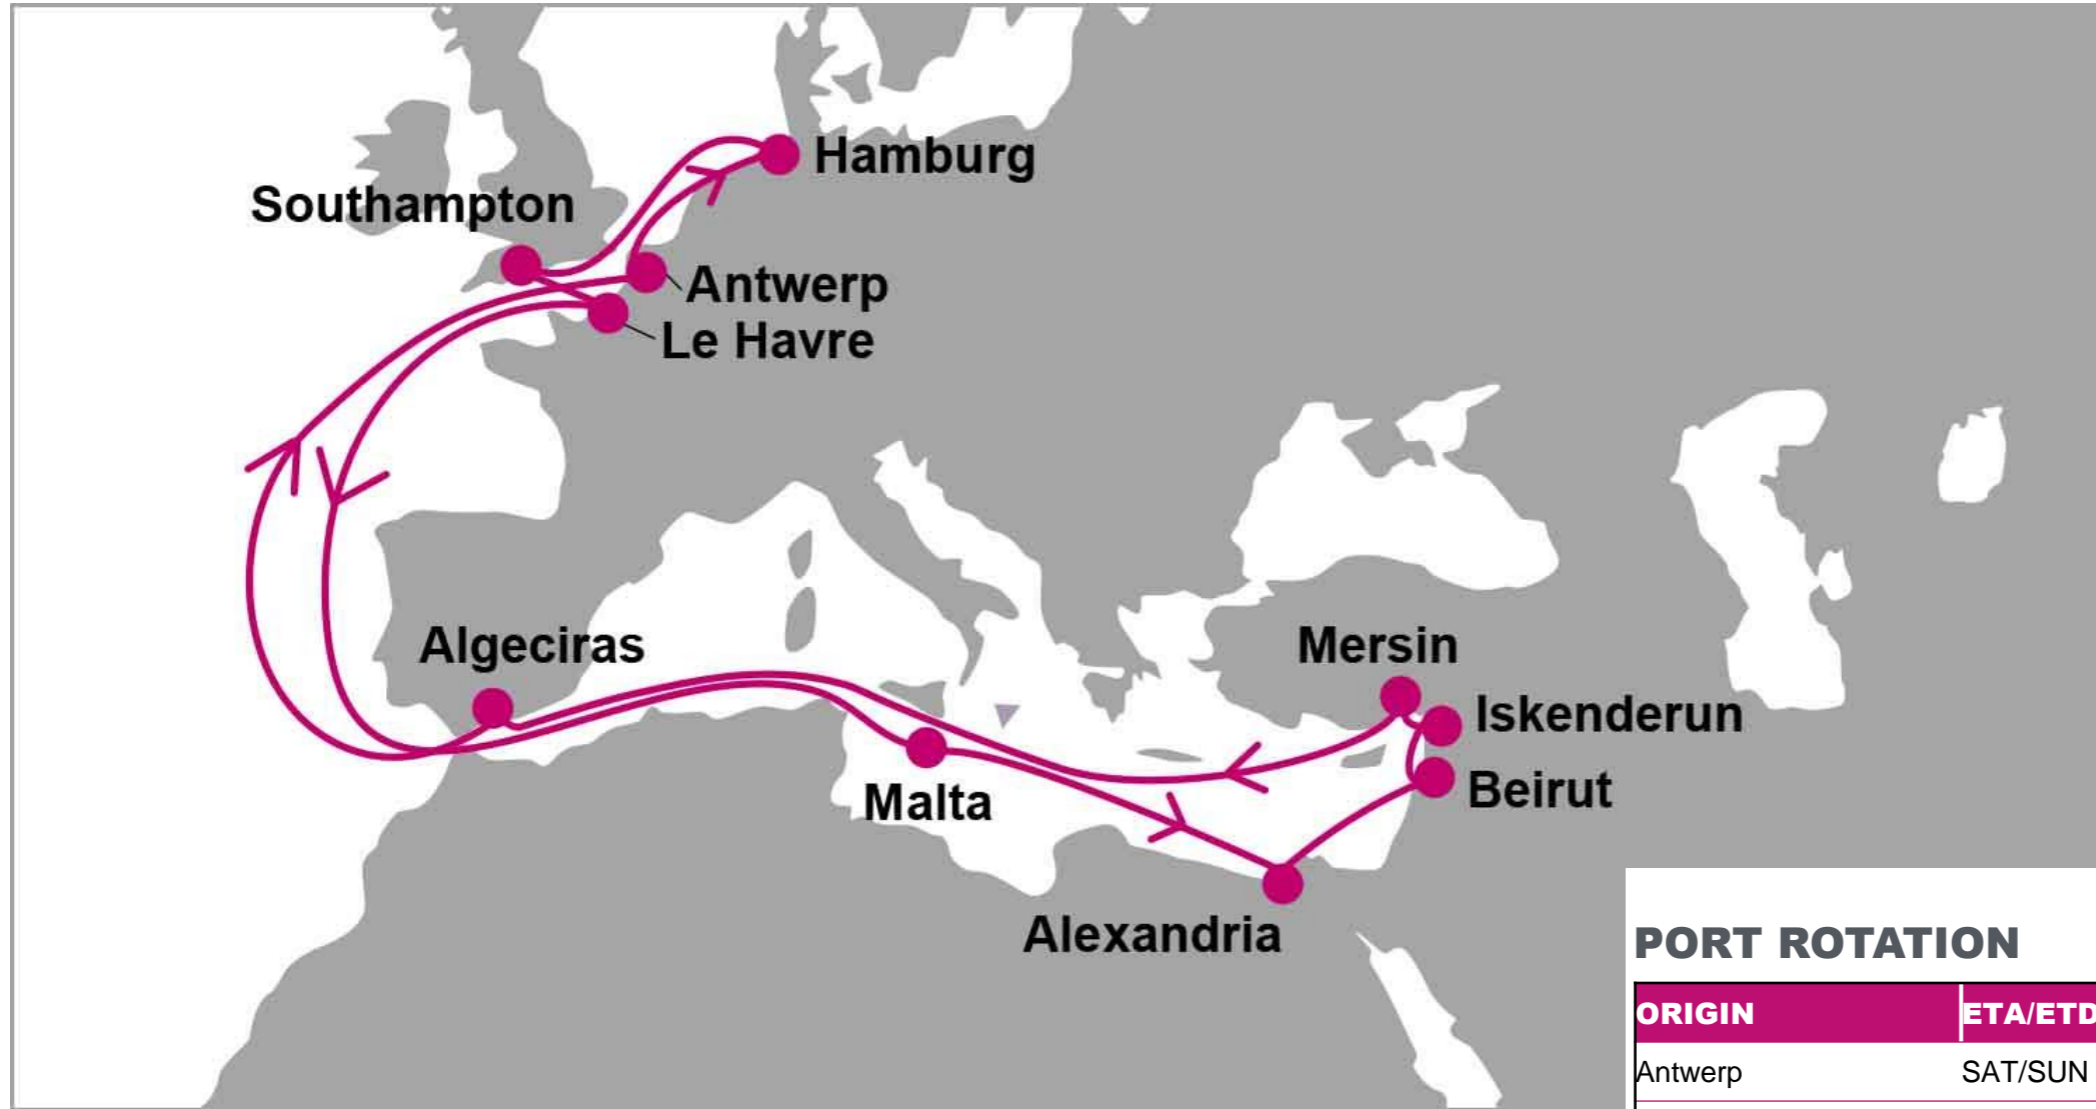 Hamburg
Southampton
Antwerp
Le Havre
Algeciras
Mersin
Iskenderun
Beirut
Malta
Alexandria
PORT ROTATION
ORIGIN ETA/ETD
Antwerp SAT/SUN